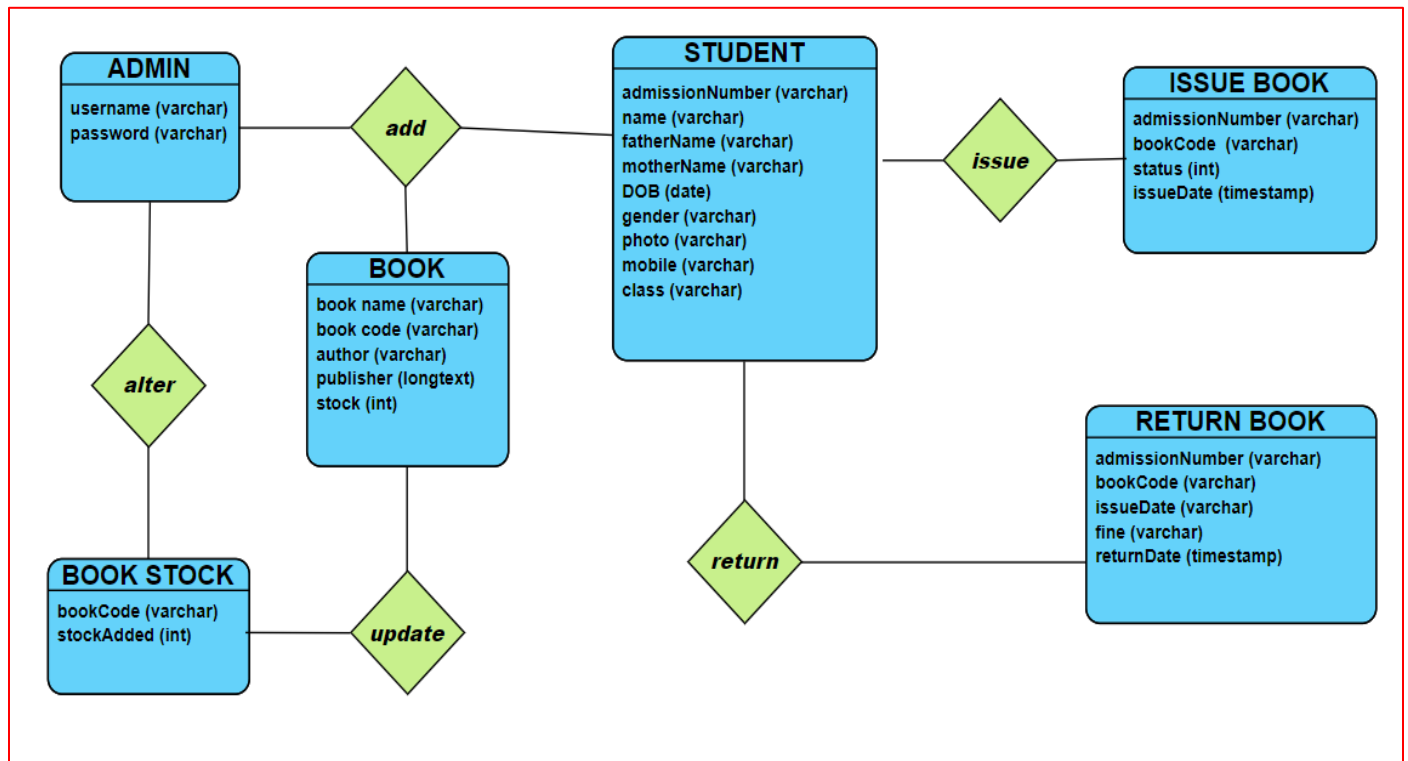 ADMIN
username (varchar)
password (varchar)
add
STUDENT
admissionNumber (varchar)
name (varchar)
fatherName (varchar)
motherName (varchar)
DOB (date)
gender (varchar)
photo (varchar)
mobile (varchar)
class (varchar)
issue
ISSUE BOOK
admissionNumber (varchar)
bookCode (varchar)
status (int)
issueDate (timestamp)
BOOK
book name (varchar)
book code (varchar)
author (varchar)
publisher (longtext)
stock (int)
alter
BOOK STOCK
bookCode (varchar)
stockAdded (int)
update
return
RETURN BOOK
admissionNumber (varchar)
bookCode (varchar)
issueDate (varchar)
fine (varchar)
returnDate (timestamp)